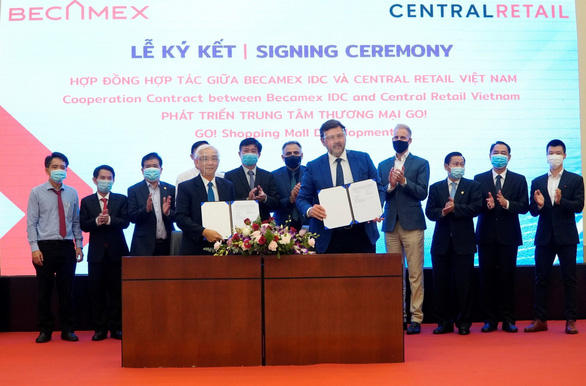 BECAMEX
CENTRALRETAIL
LỄ KÝ KẾT | SIGNING CEREMONY
HỢP ĐỒNG HỢP TÁC GIỮA BECAMEX IDC VÀ CENTRAL RETAIL VIỆT NAM
Cooperation Contract between Becamex IDC and Central Retail Vietnam
PHÁT TRIỂN TRUNG TÂM THƯƠNG MẠI GO!
GO! Shopping Mall Development